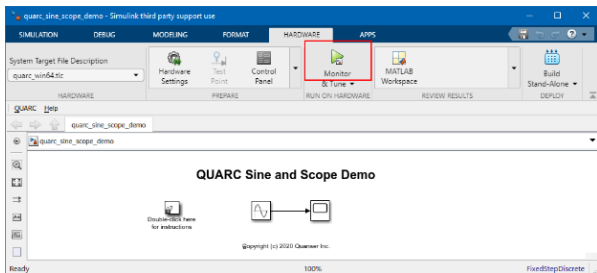 quarc_sine_scope_demo - Simulink third party support use
SIMULATION DEBUG MODELING FORMAT HARDWARE APPS
System Target File Description
quarc_win64.tlc
Hardware Settings
Test Point
Control Panel
Monitor & Tune
MATLAB Workspace
Build Stand-Alone
HARDWARE PREPARE RUN ON HARDWARE REVIEW RESULTS DEPLOY
QUARC Help
quarc_sine_scope_demo
quarc_sine_scope_demo
QUARC Sine and Scope Demo
Double-click here
for instructions
Copyright (c) 2020 Quanser Inc.
Ready 100% FixedStepDiscrete